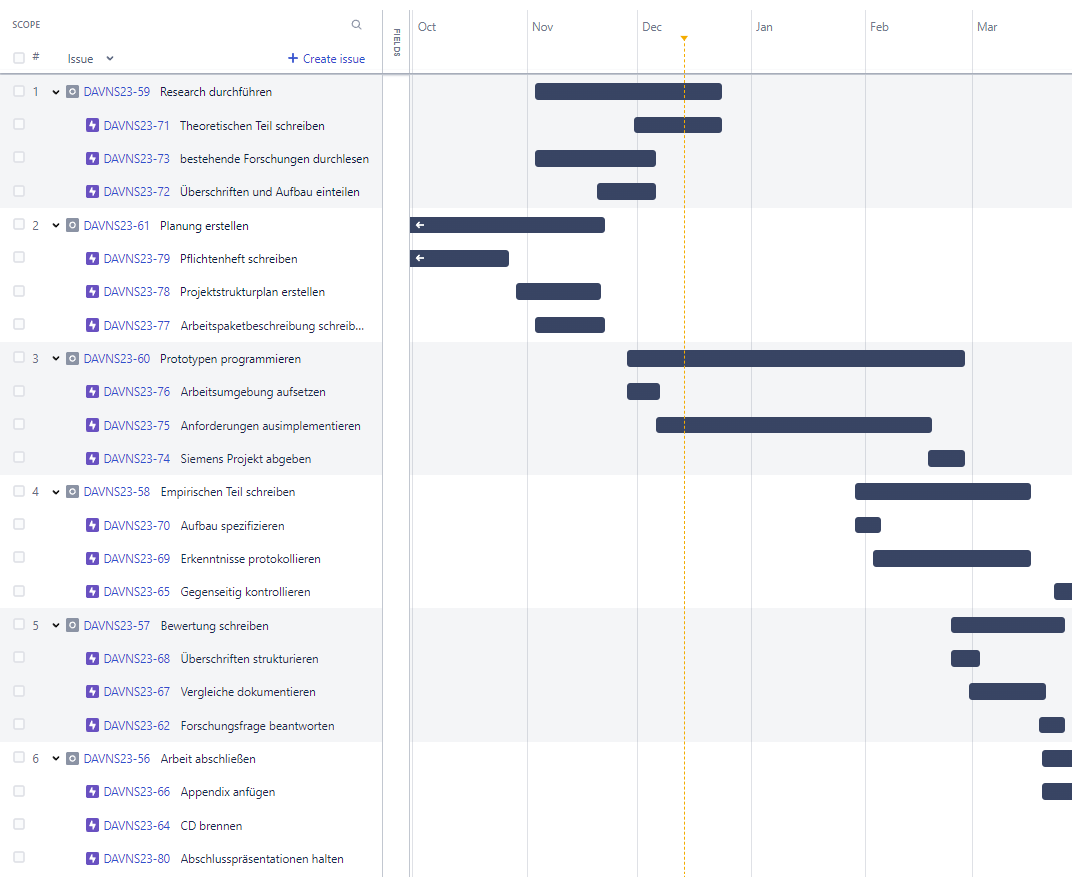 SCOPE
FIELDS
Oct Nov Dec Jan Feb Mar
# Issue + Create issue
1 DAVNS23-59 Research durchführen
DAVNS23-71 Theoretischen Teil schreiben
DAVNS23-73 bestehende Forschungen durchlesen
DAVNS23-72 Überschriften und Aufbau einteilen
2 DAVNS23-61 Planung erstellen
DAVNS23-79 Pflichtenheft schreiben
DAVNS23-78 Projektstrukturplan erstellen
DAVNS23-77 Arbeitspaketbeschreibung schreib...
3 DAVNS23-60 Prototypen programmieren
DAVNS23-76 Arbeitsumgebung aufsetzen
DAVNS23-75 Anforderungen ausimplementieren
DAVNS23-74 Siemens Projekt abgeben
4 DAVNS23-58 Empirischen Teil schreiben
DAVNS23-70 Aufbau spezifizieren
DAVNS23-69 Erkenntnisse protokollieren
DAVNS23-65 Gegenseitig kontrollieren
5 DAVNS23-57 Bewertung schreiben
DAVNS23-68 Überschriften strukturieren
DAVNS23-67 Vergleiche dokumentieren
DAVNS23-62 Forschungsfrage beantworten
6 DAVNS23-56 Arbeit abschließen
DAVNS23-66 Appendix anfügen
DAVNS23-64 CD brennen
DAVNS23-80 Abschlusspräsentationen halten